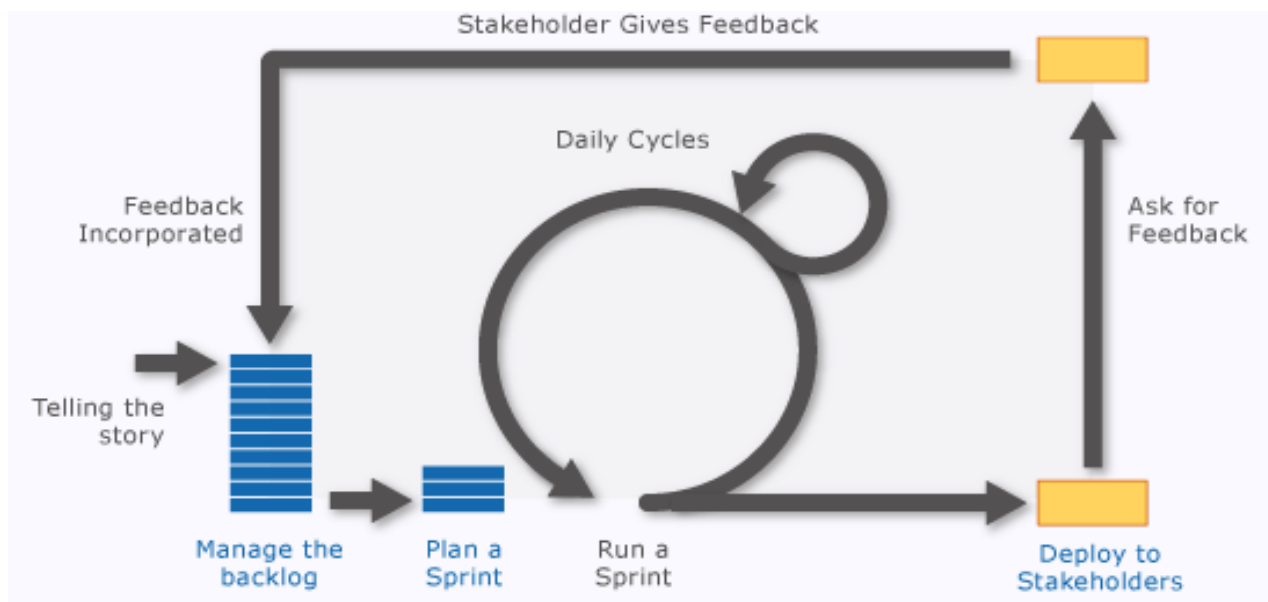 Stakeholder Gives Feedback
Daily Cycles
Feedback
Incorporated
Ask for
Feedback
Telling the
story
Manage the
backlog
Plan a
Sprint
Run a
Sprint
Deploy to
Stakeholders